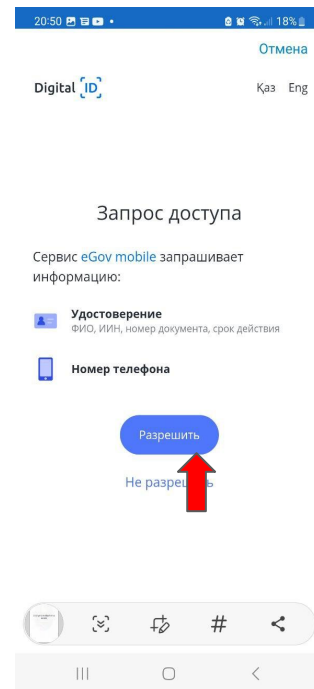 20:50 18%
Отмена
Digital ID Қаз Eng
Запрос доступа
Сервис eGov mobile запрашивает
информацию:
Удостоверение
ФИО, ИИН, номер документа, срок действия
Номер телефона
Разрешить
Не